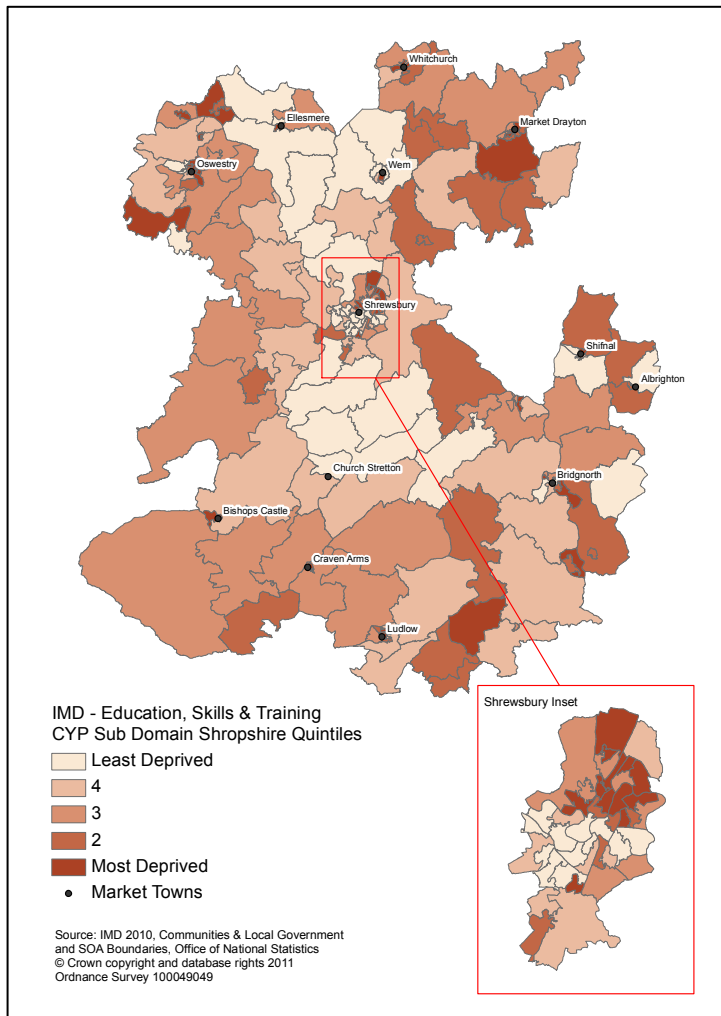 Whitchurch
Ellesmere
Market Drayton
Oswestry
Wem
Shrewsbury
Shifnal
Albrighton
Church Stretton
Bridgnorth
Bishops Castle
Craven Arms
Ludlow
IMD - Education, Skills & Training
CYP Sub Domain Shropshire Quintiles
Least Deprived
4
3
2
Most Deprived
Market Towns
Source: IMD 2010, Communities & Local Government
and SOA Boundaries, Office of National Statistics
© Crown copyright and database rights 2011
Ordnance Survey 100049049
Shrewsbury Inset